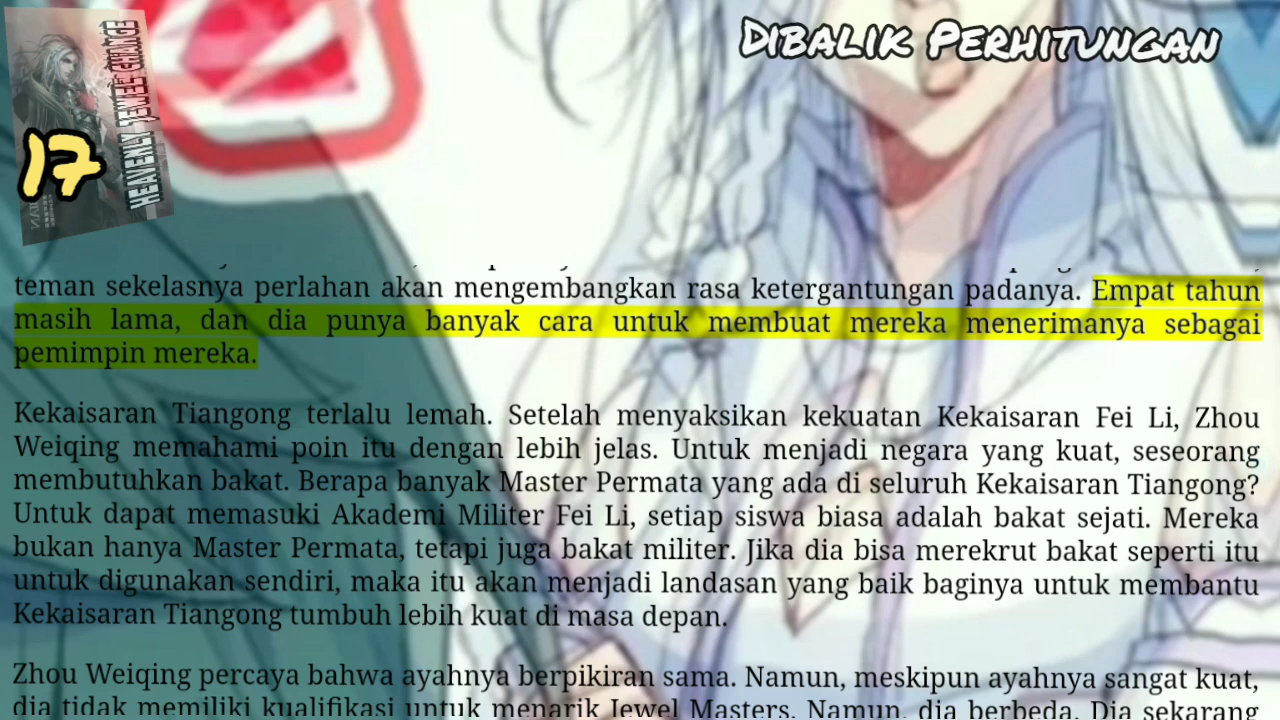 DIBALIK PERHITUNGAN
HEAVENLY JEWEL CHANGE
17
teman sekelasnya perlahan akan mengembangkan rasa ketergantungan padanya. Empat tahun
masih lama, dan dia punya banyak cara untuk membuat mereka menerimanya sebagai
pemimpin mereka.
Kekaisaran Tiangong terlalu lemah. Setelah menyaksikan kekuatan Kekaisaran Fei Li, Zhou
Weiqing memahami poin itu dengan lebih jelas. Untuk menjadi negara yang kuat, seseorang
membutuhkan bakat. Berapa banyak Master Permata yang ada di seluruh Kekaisaran Tiangong?
Untuk dapat memasuki Akademi Militer Fei Li, setiap siswa biasa adalah bakat sejati. Mereka
bukan hanya Master Permata, tetapi juga bakat militer. Jika dia bisa merekrut bakat seperti itu
untuk digunakan sendiri, maka itu akan menjadi landasan yang baik baginya untuk membantu
Kekaisaran Tiangong tumbuh lebih kuat di masa depan.
Zhou Weiqing percaya bahwa ayahnya berpikiran sama. Namun, meskipun ayahnya sangat kuat,
dia tidak memiliki kualifikasi untuk menarik Jewel Masters. Namun, dia berbeda. Dia sekarang